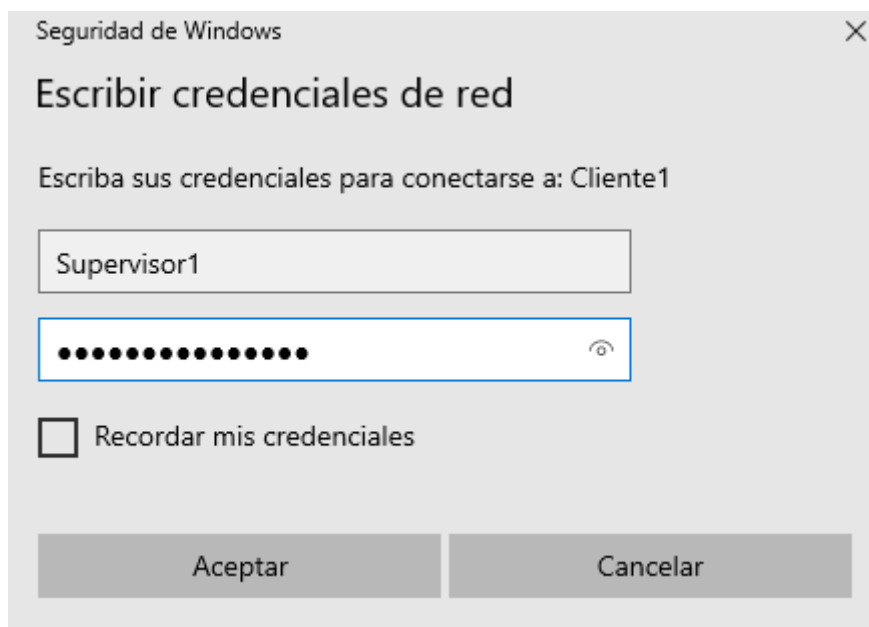 Seguridad de Windows
Escribir credenciales de red
Escriba sus credenciales para conectarse a: Cliente1
Supervisor1
●●●●●●●●●●●●●●●
Recordar mis credenciales
Aceptar
Cancelar